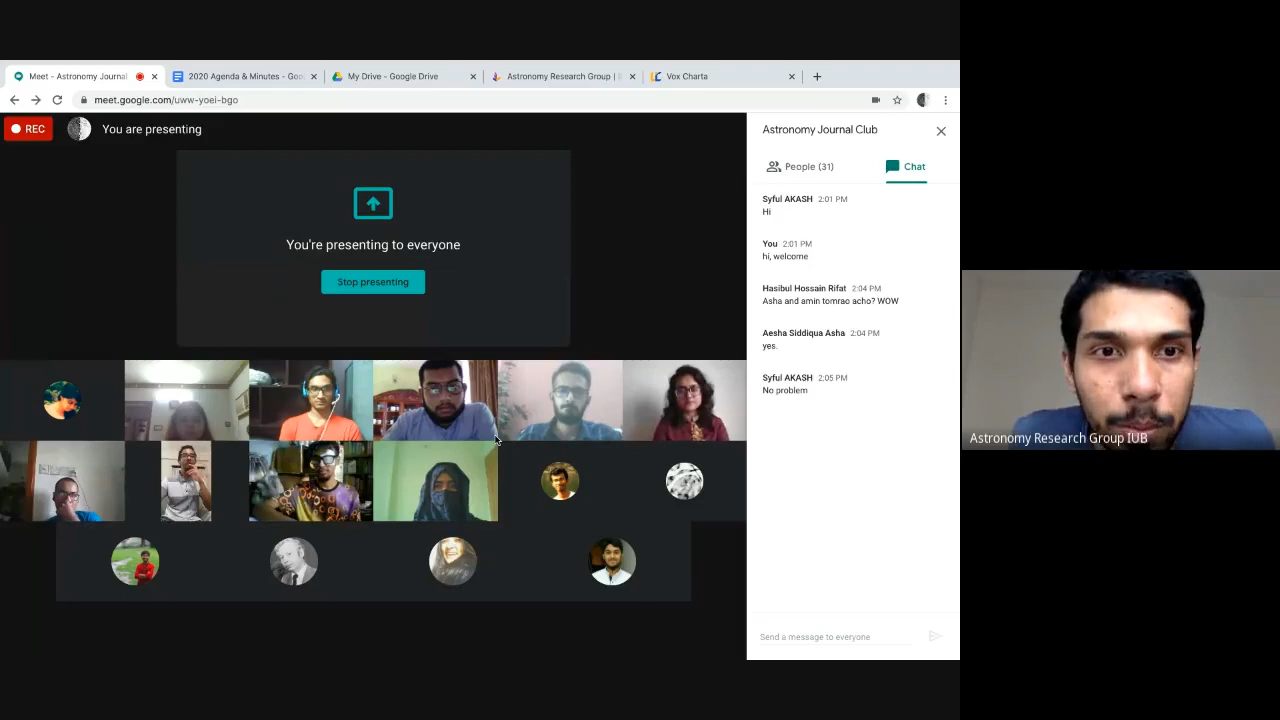 Meet - Astronomy Journal
2020 Agenda & Minutes - Goo
My Drive - Google Drive
Astronomy Research Group |
Vox Charta
meet.google.com/uww-yoei-bgo
REC
You are presenting
You're presenting to everyone
Stop presenting
Astronomy Journal Club
People (31)
Chat
Syful AKASH 2:01 PM
Hi
You 2:01 PM
hi, welcome
Hasibul Hossain Rifat 2:04 PM
Asha and amin tomrao acho? WOW
Aesha Siddiqua Asha 2:04 PM
yes.
Syful AKASH 2:05 PM
No problem
Send a message to everyone
Astronomy Research Group IUB